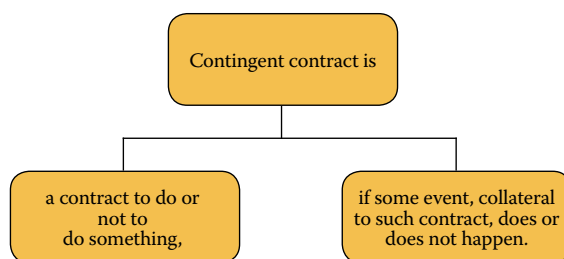 Contingent contract is
a contract to do or
not to
do something,
if some event, collateral
to such contract, does or
does not happen.